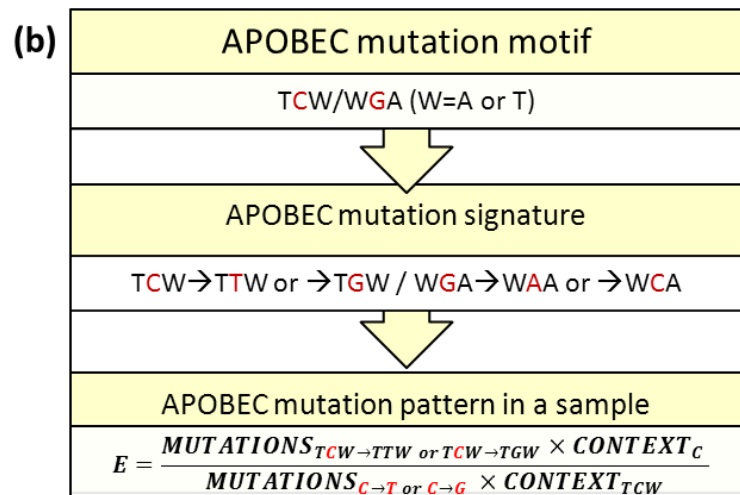 (b)
APOBEC mutation motif
TCW/WGA (W=A or T)
APOBEC mutation signature
TCW→TTW or →TGW / WGA→WAA or →WCA
APOBEC mutation pattern in a sample
E = MUTATIONS_TCW→TTW or TCW→TGW × CONTEXT_C
MUTATIONS_C→T or C→G × CONTEXT_TCW